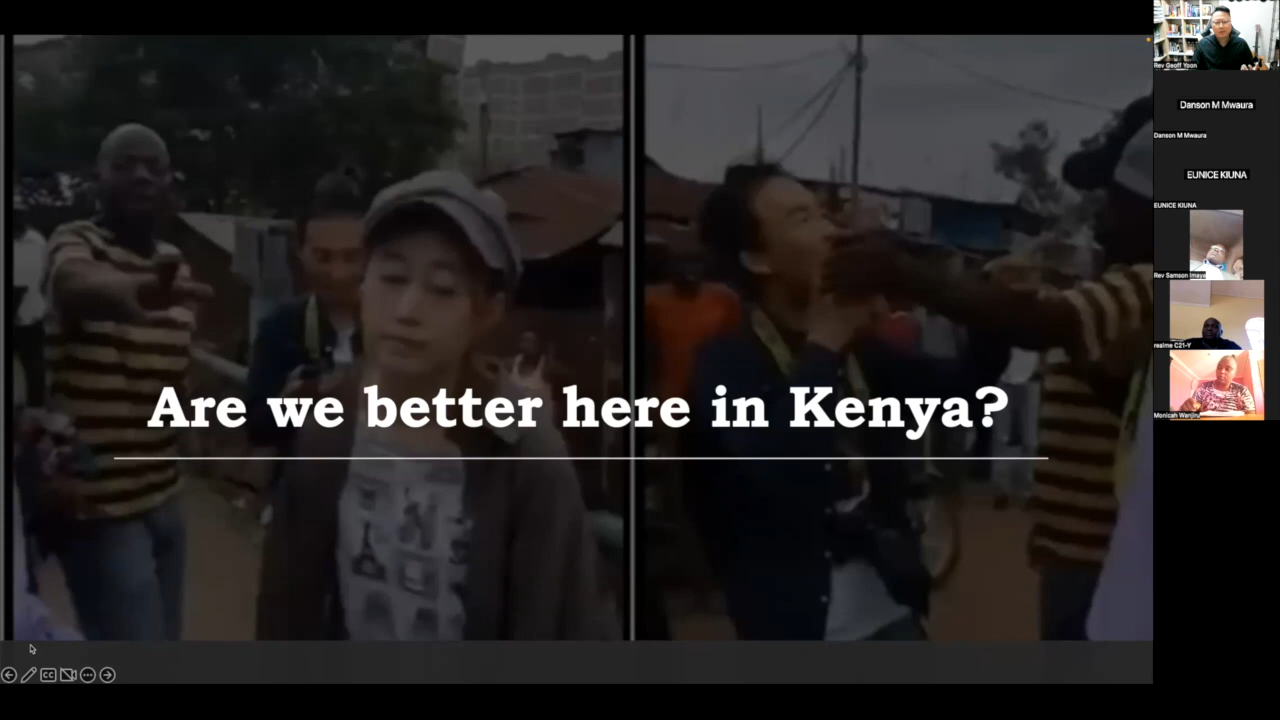 Are we better here in Kenya?
Rev Geoff Yoon
Danson M Mwaura
Danson M Mwaura
EUNICE KIUNA
EUNICE KIUNA
Rev Samson Imaya
realme C21-Y
Monicah Wanjiru
CC